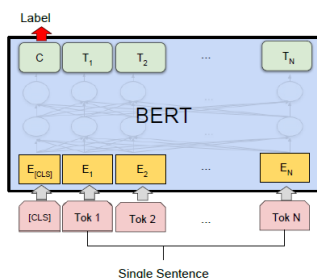 Label
C T1 T2 ... TN
...
...
BERT
E[CLS] E1 E2 ... EN
[CLS] Tok 1 Tok 2 ... Tok N
Single Sentence